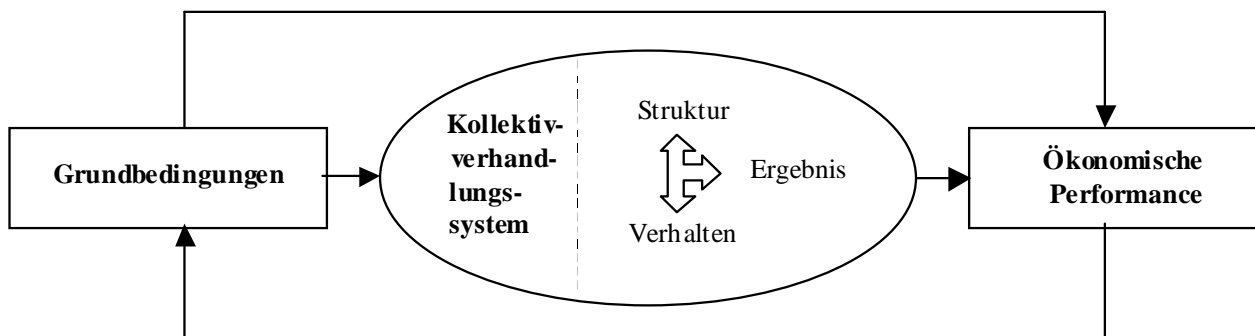 Grundbedingungen
Kollektiv-
verhand-
lungs-
system
Struktur
Ergebnis
Verhalten
Ökonomische
Performance